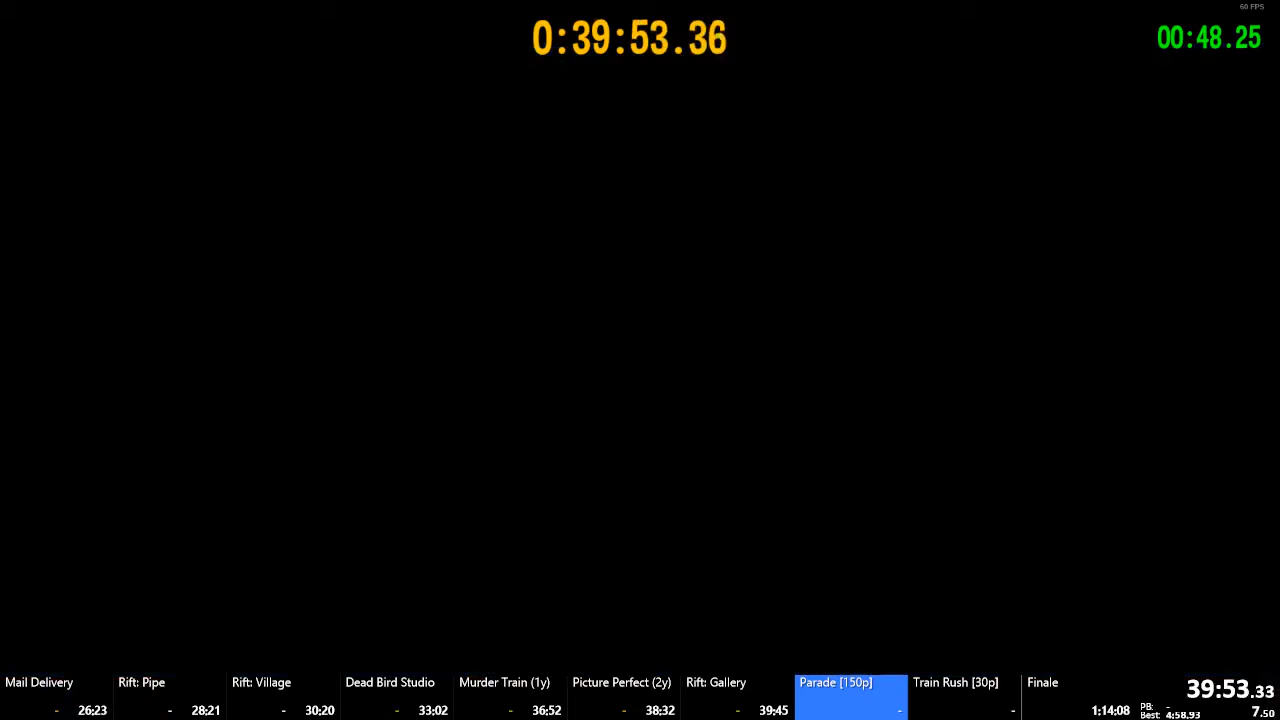 60 FPS
0:39:53.36
00:48.25
Mail Delivery
- 26:23
Rift: Pipe
- 28:21
Rift: Village
- 30:20
Dead Bird Studio
- 33:02
Murder Train (1y)
- 36:52
Picture Perfect (2y)
- 38:32
Rift: Gallery
- 39:45
Parade [150p]
-
Train Rush [30p]
-
Finale
1:14:08
39:53.33
PB: -
Best: 4:58.93
7.50